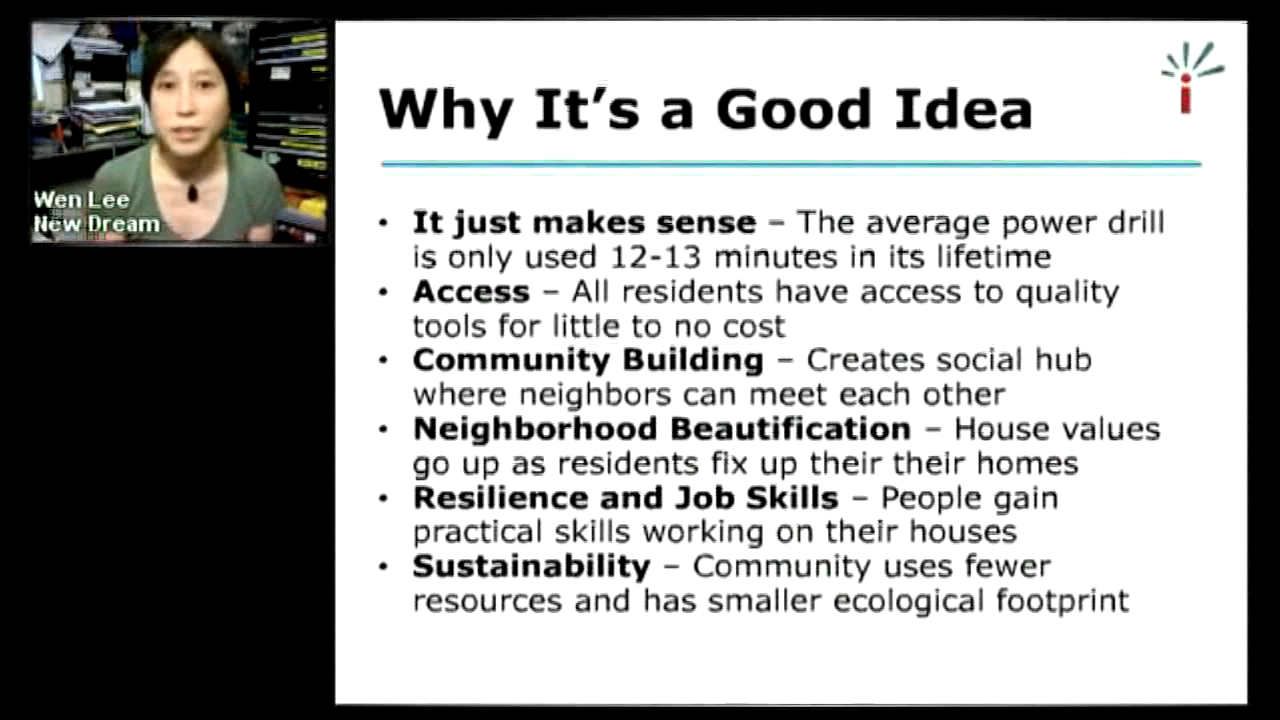 Wen Lee
New Dream
Why It's a Good Idea
• It just makes sense – The average power drill
is only used 12-13 minutes in its lifetime
• Access – All residents have access to quality
tools for little to no cost
• Community Building – Creates social hub
where neighbors can meet each other
• Neighborhood Beautification – House values
go up as residents fix up their their homes
• Resilience and Job Skills – People gain
practical skills working on their houses
• Sustainability – Community uses fewer
resources and has smaller ecological footprint